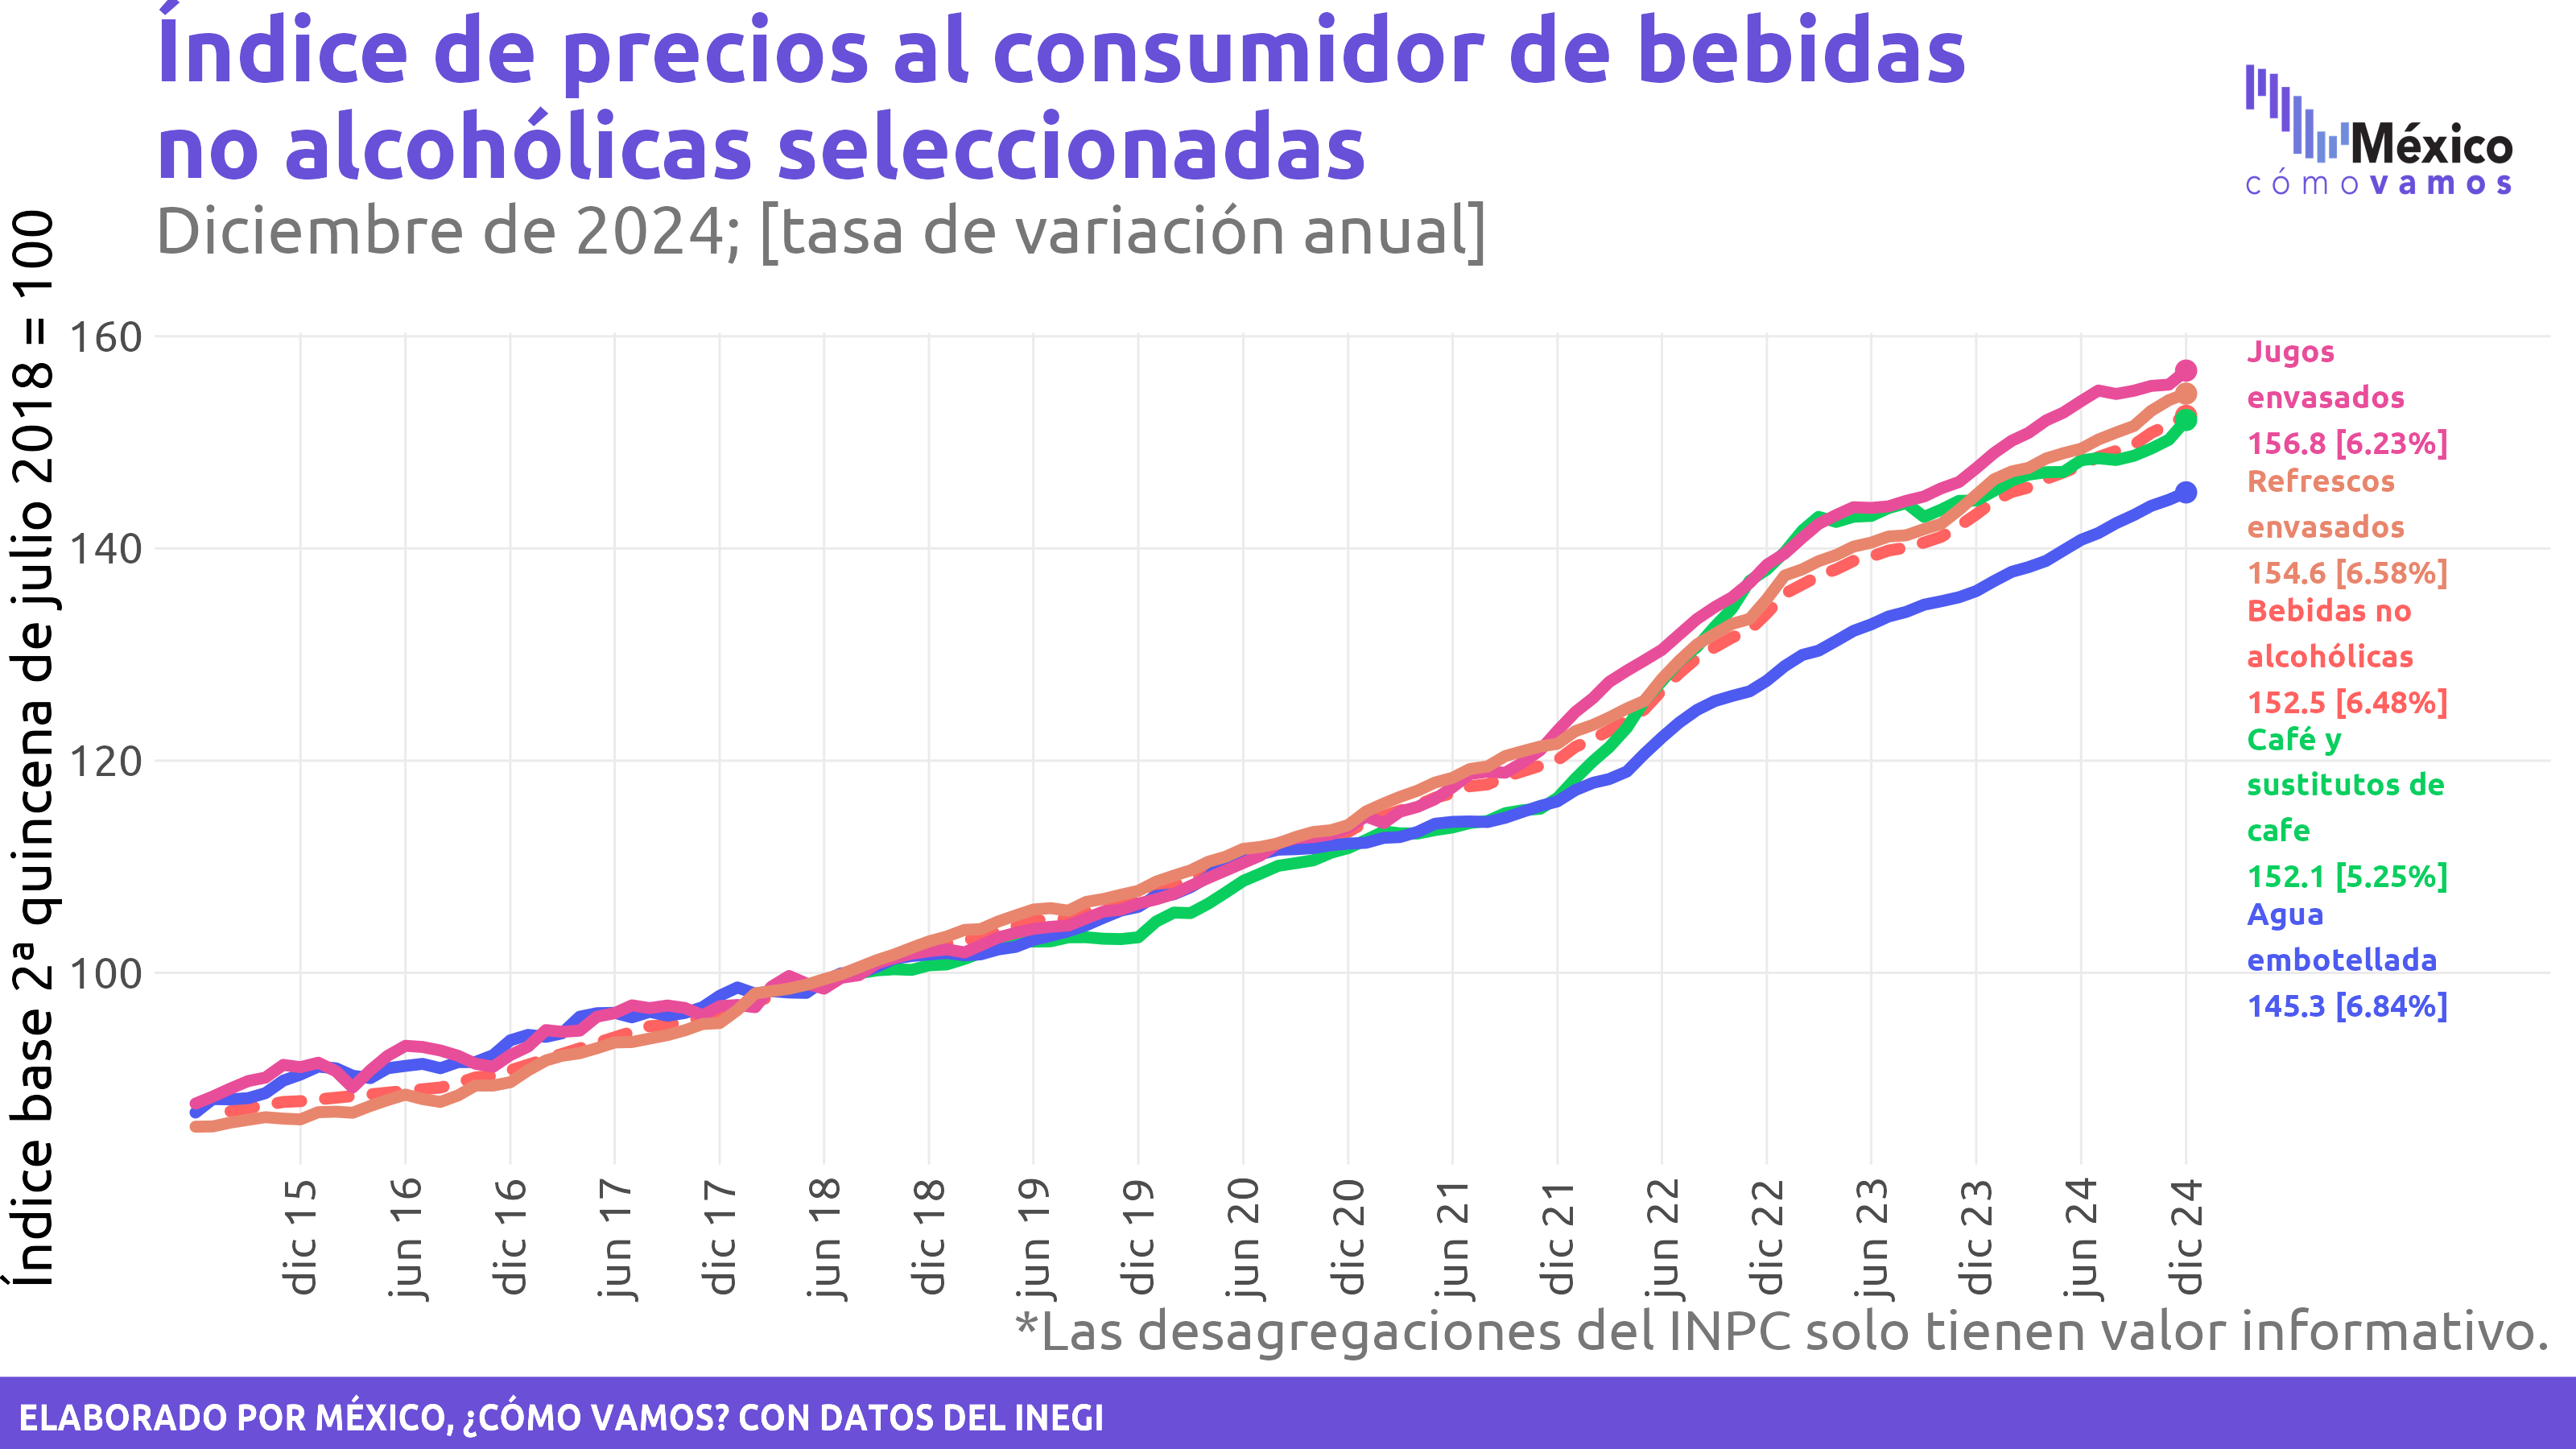 Índice de precios al consumidor de bebidas
no alcohólicas seleccionadas
Diciembre de 2024; [tasa de variación anual]
México
cómo vamos
Índice base 2ª quincena de julio 2018 = 100
160
140
120
100
Jugos
envasados
156.8 [6.23%]
Refrescos
envasados
154.6 [6.58%]
Bebidas no
alcohólicas
152.5 [6.48%]
Café y
sustitutos de
cafe
152.1 [5.25%]
Agua
embotellada
145.3 [6.84%]
dic 15
jun 16
dic 16
jun 17
dic 17
jun 18
dic 18
jun 19
dic 19
jun 20
dic 20
jun 21
dic 21
jun 22
dic 22
jun 23
dic 23
jun 24
dic 24
*Las desagregaciones del INPC solo tienen valor informativo.
ELABORADO POR MÉXICO, ¿CÓMO VAMOS? CON DATOS DEL INEGI